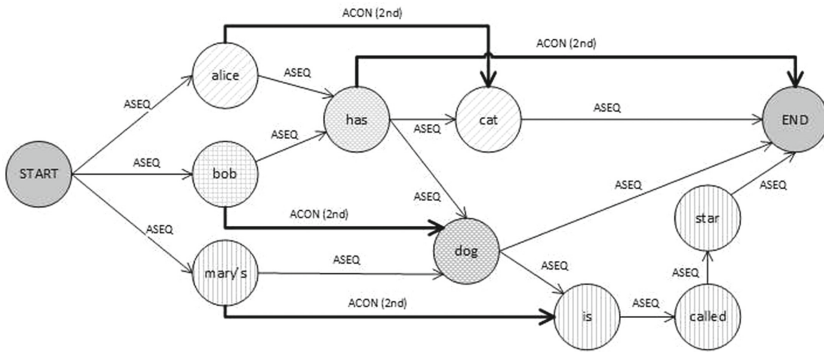 ACON (2nd)
ACON (2nd)
alice
ASEQ
ASEQ
has
ASEQ
cat
ASEQ
END
ASEQ
START
ASEQ
bob
ASEQ
ASEQ
ACON (2nd)
star
ASEQ
ASEQ
mary's
ASEQ
dog
ASEQ
ASEQ
ACON (2nd)
is
ASEQ
called